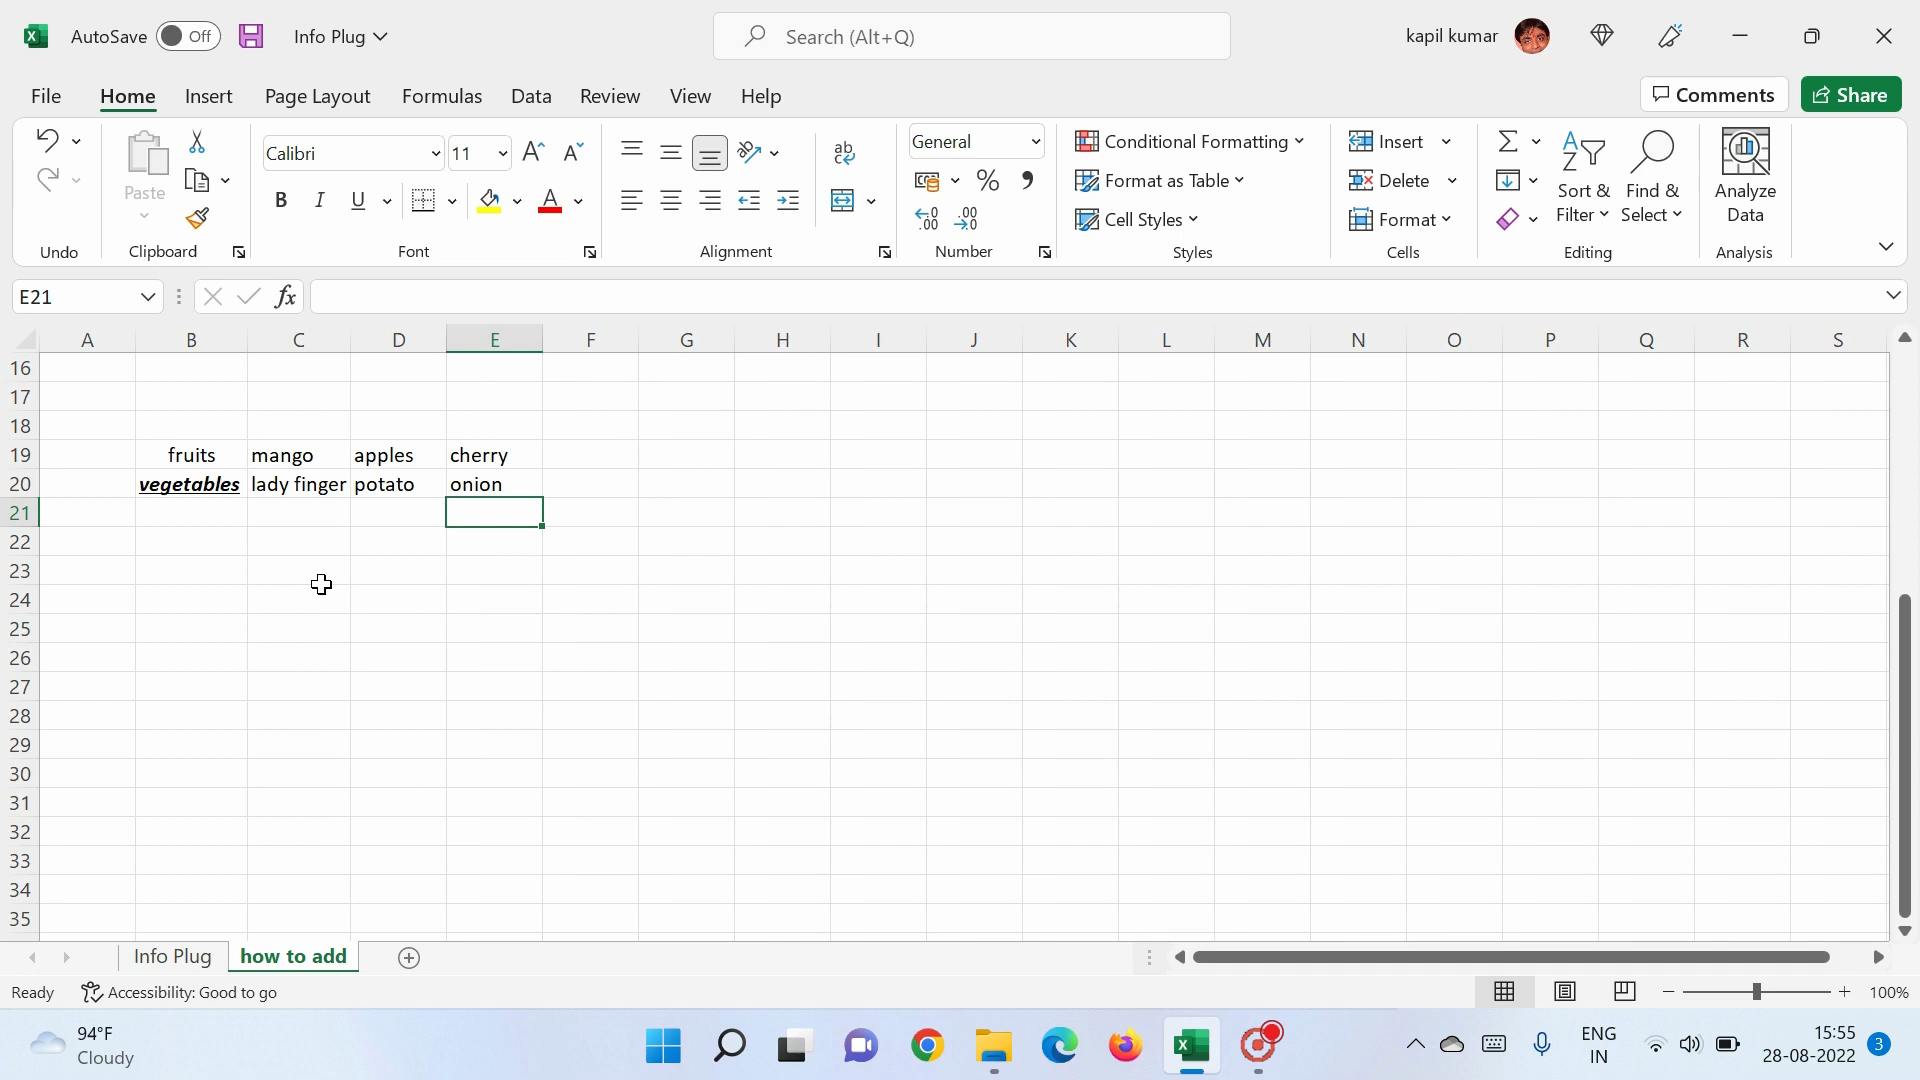 AutoSave Off Info Plug Search (Alt+Q) kapil kumar
File Home Insert Page Layout Formulas Data Review View Help Comments Share
Calibri 11 General Conditional Formatting Insert
Paste Format as Table Delete Sort & Find & Analyze
B I U A % Cell Styles Format Filter Select Data
Undo Clipboard Font Alignment Number Styles Cells Editing Analysis
E21 fx
A B C D E F G H I J K L M N O P Q R S
16
17
18
19 fruits mango apples cherry
20 vegetables lady finger potato onion
21
22
23
24
25
26
27
28
29
30
31
32
33
34
35
Info Plug how to add
Ready Accessibility: Good to go 100%
94°F ENG 15:55
Cloudy IN 28-08-2022 3